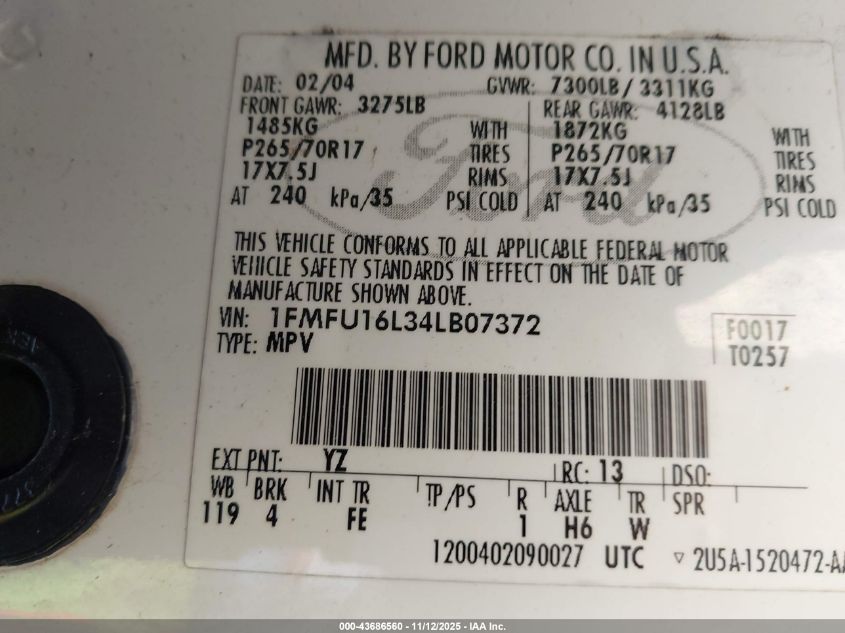 MFD. BY FORD MOTOR CO. IN U.S.A.
DATE: 02/04 GVWR: 7300LB / 3311KG
FRONT GAWR: 3275LB REAR GAWR: 4128LB
1485KG WITH 1872KG WITH
P265/70R17 TIRES P265/70R17 TIRES
17X7.5J RIMS 17X7.5J RIMS
AT 240 kPa/35 PSI COLD AT 240 kPa/35 PSI COLD
Ford
THIS VEHICLE CONFORMS TO ALL APPLICABLE FEDERAL MOTOR
VEHICLE SAFETY STANDARDS IN EFFECT ON THE DATE OF
MANUFACTURE SHOWN ABOVE.
VIN: 1FMFU16L34LB07372 F0017
TYPE: MPV T0257
EXT PNT: YZ RC: 13 DSO:
WB BRK INT TR TP/PS R AXLE TR SPR
119 4 FE 1 H6 W
1200402090027 UTC ▽ 2U5A-1520472-AA
000-43686560 - 11/12/2025 - IAA Inc.